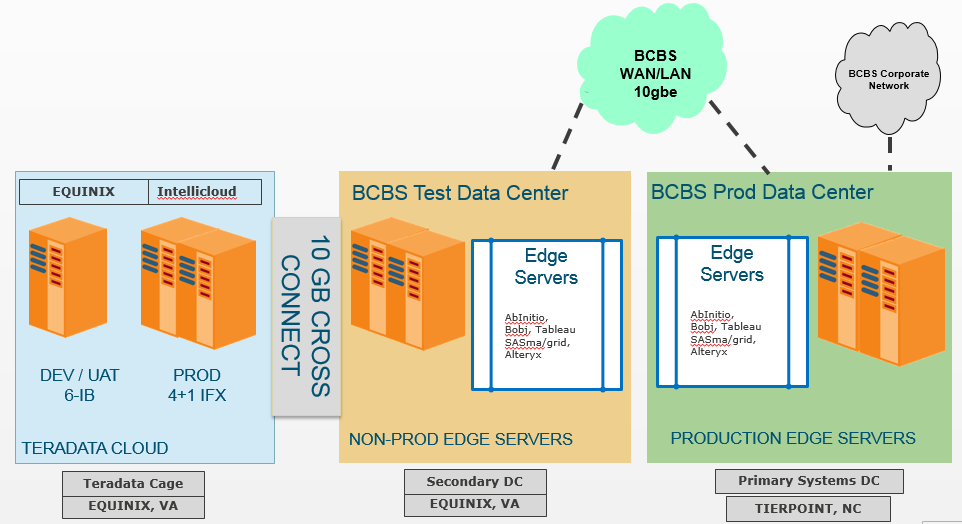 BCBS
WAN/LAN
10gbe
BCBS Corporate
Network
EQUINIX
Intellicloud
DEV / UAT
6-IB
PROD
4+1 IFX
TERADATA CLOUD
10 GB CROSS
CONNECT
BCBS Test Data Center
Edge
Servers
AbInitio,
Bobj, Tableau
SASma/grid,
Alteryx
NON-PROD EDGE SERVERS
BCBS Prod Data Center
Edge
Servers
AbInitio,
Bobj, Tableau
SASma/grid,
Alteryx
PRODUCTION EDGE SERVERS
Teradata Cage
EQUINIX, VA
Secondary DC
EQUINIX, VA
Primary Systems DC
TIERPOINT, NC